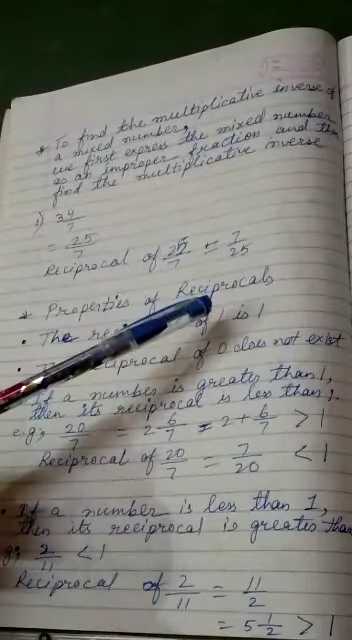 * To find the multiplicative inverse of
a mixed number,
we first express the mixed number
as an improper fraction and then
find the multiplicative inverse
i) 3 4/7
= 25/7
Reciprocal of 25/7 = 7/25
* Properties of Reciprocals
• The of 1 is 1
• reciprocal of 0 does not exist
If a number is greater than 1,
then its reciprocal is less than 1.
e.g; 20/7 = 2 6/7 = 2 + 6/7 > 1
Reciprocal of 20/7 = 7/20 < 1
• If a number is less than 1,
then its reciprocal is greater than
g; 2/11 < 1
Reciprocal of 2/11 = 11/2
= 5 1/2 > 1